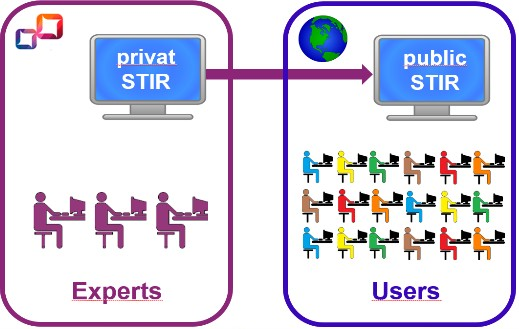 privat
STIR
public
STIR
Experts
Users